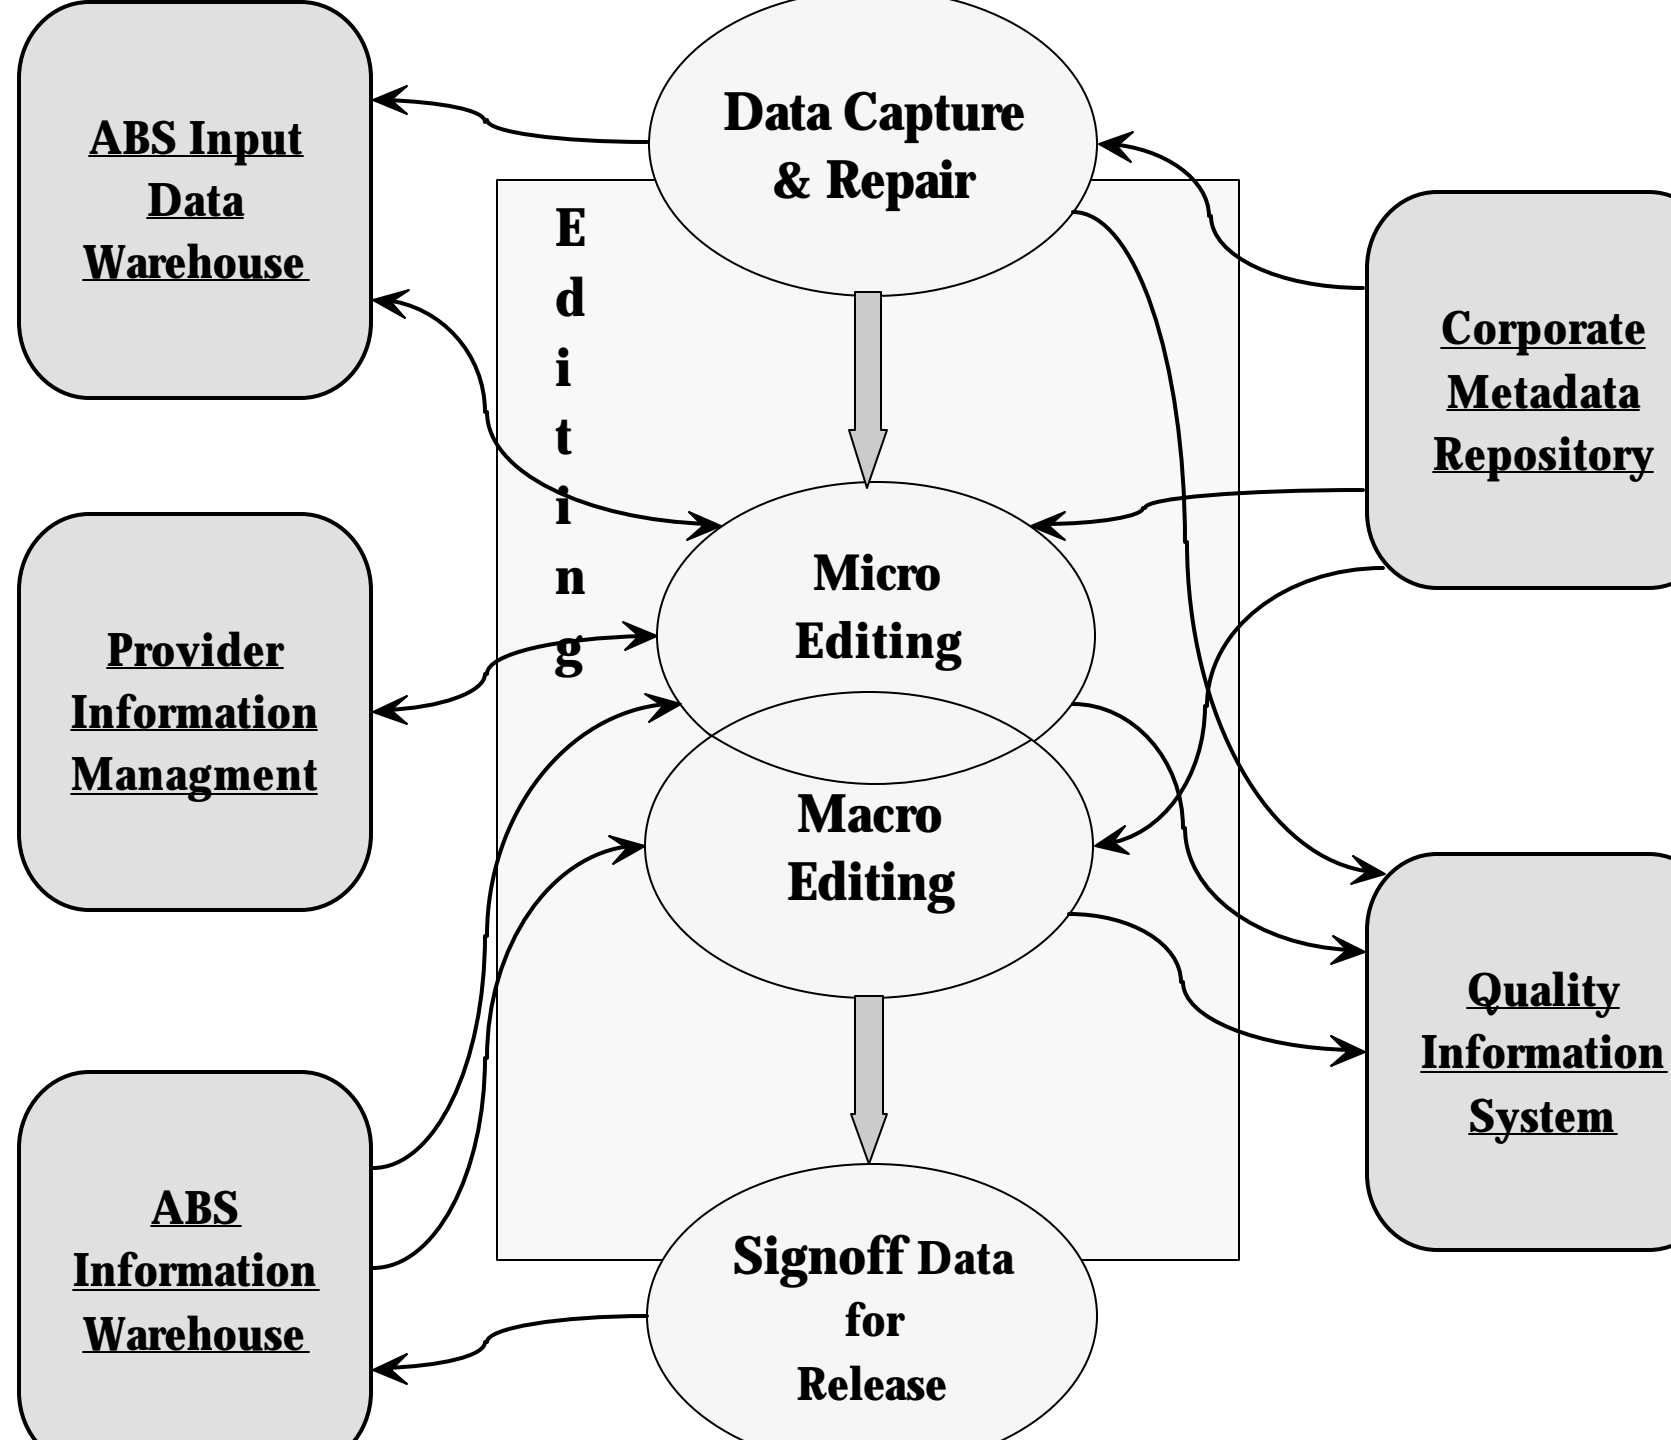 Data Capture
& Repair
ABS Input
Data
Warehouse
E
d
i
t
i
n
g
Corporate
Metadata
Repository
Micro
Editing
Provider
Information
Managment
Macro
Editing
Quality
Information
System
ABS
Information
Warehouse
Signoff Data
for
Release